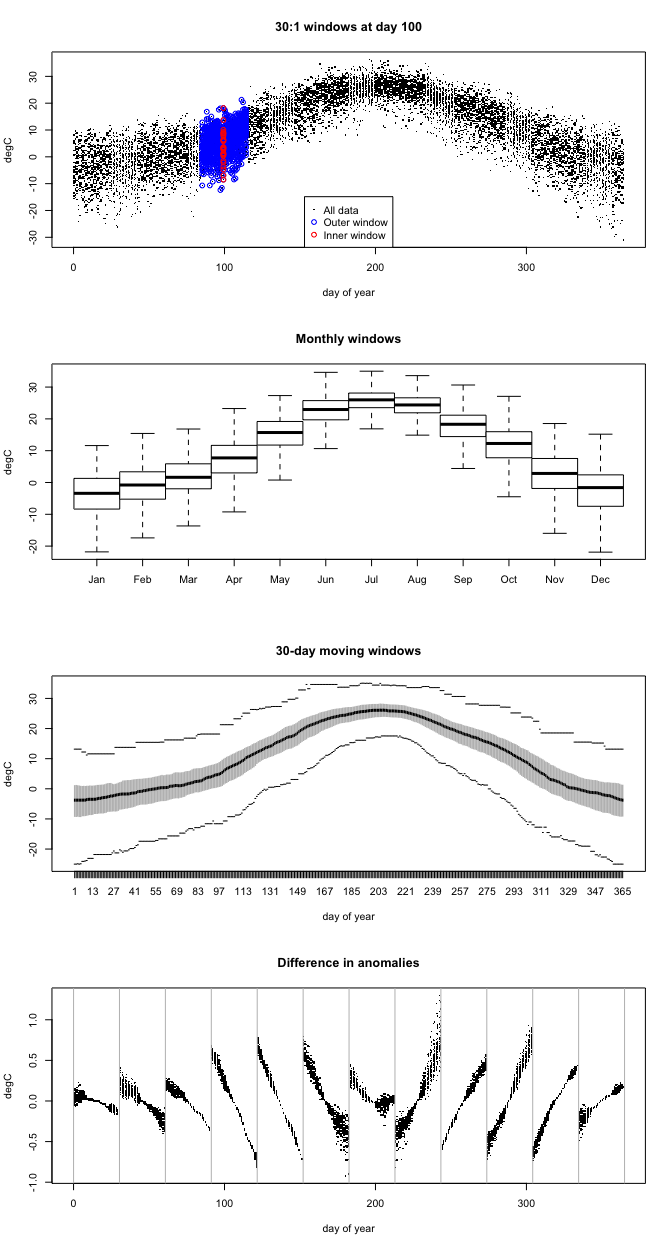 30:1 windows at day 100
degC
30
20
10
0
-10
-20
-30
All data
Outer window
Inner window
0 100 200 300
day of year
Monthly windows
degC
30
20
10
0
-10
-20
Jan Feb Mar Apr May Jun Jul Aug Sep Oct Nov Dec
30-day moving windows
degC
30
20
10
0
-10
-20
1 13 27 41 55 69 83 97 113 131 149 167 185 203 221 239 257 275 293 311 329 347 365
day of year
Difference in anomalies
degC
1.0
0.5
0.0
-0.5
-1.0
0 100 200 300
day of year